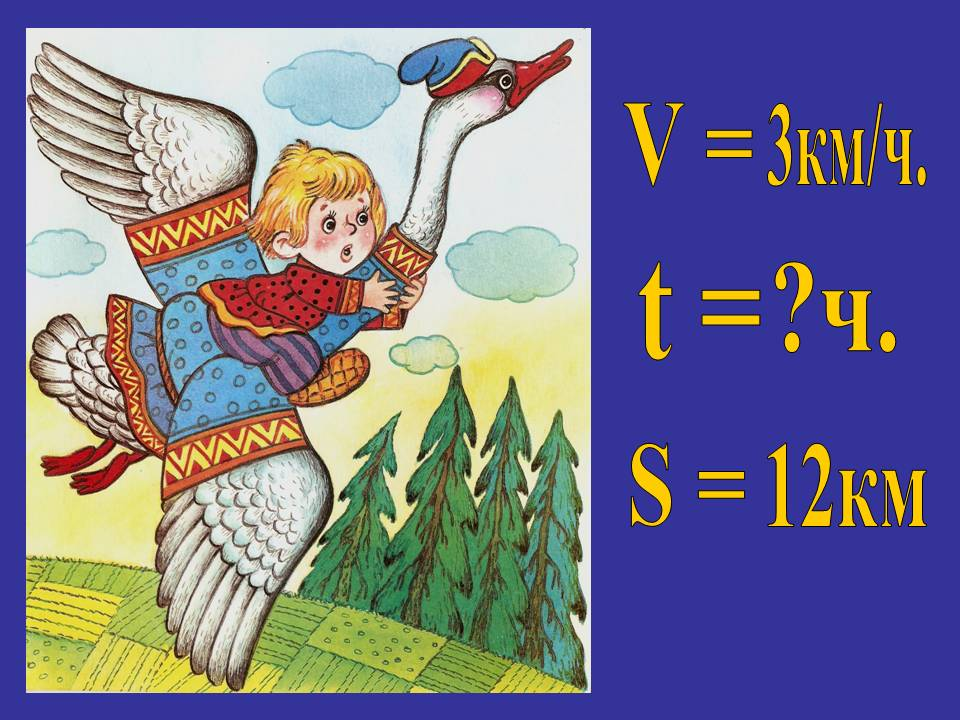 V = 3км/ч.
t = ?ч.
S = 12км